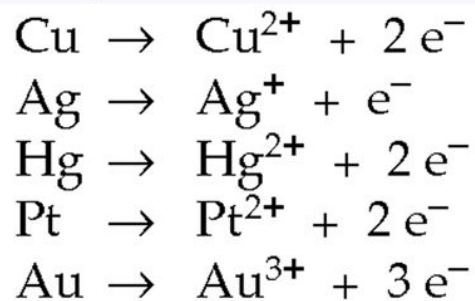 Cu → Cu²⁺ + 2 e⁻
Ag → Ag⁺ + e⁻
Hg → Hg²⁺ + 2 e⁻
Pt → Pt²⁺ + 2 e⁻
Au → Au³⁺ + 3 e⁻